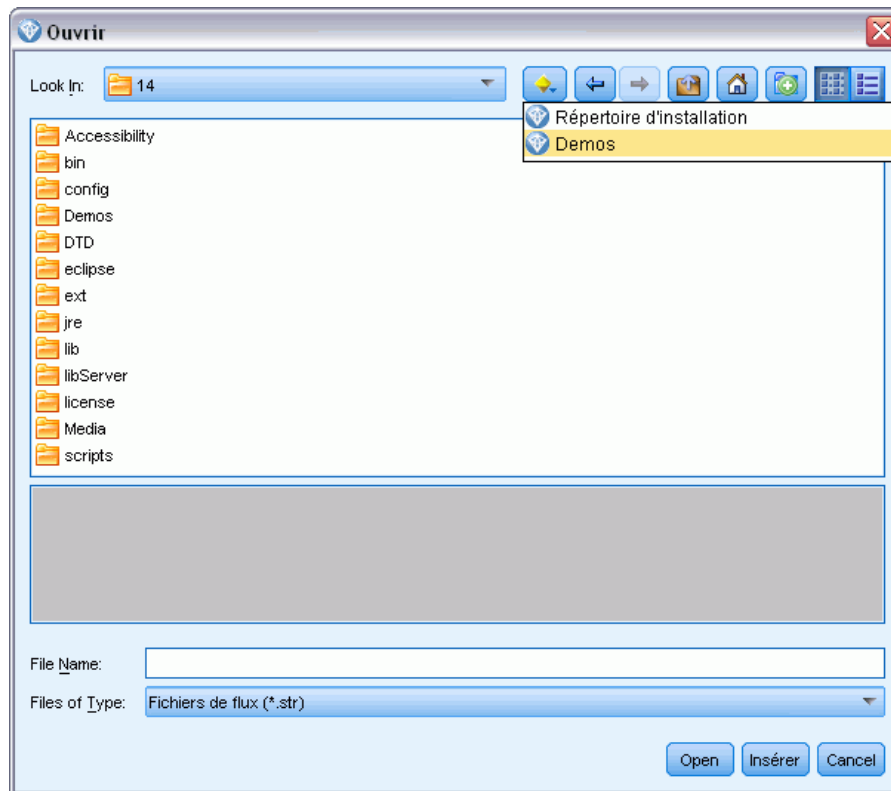 Ouvrir
Look In: 14
Répertoire d'installation
Demos
Accessibility
bin
config
Demos
DTD
eclipse
ext
jre
lib
libServer
license
Media
scripts
File Name:
Files of Type: Fichiers de flux (*.str)
Open Insérer Cancel